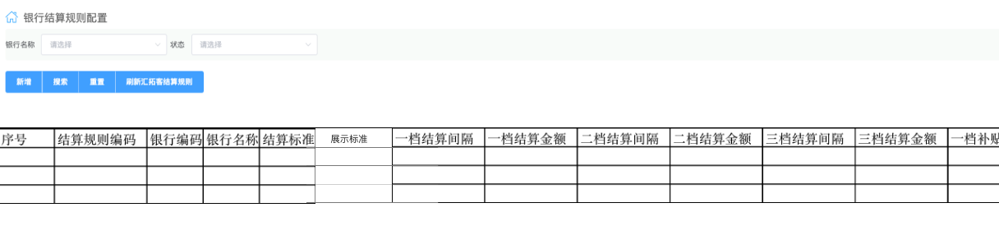 银行结算规则配置
银行名称 请选择 状态 请选择
新增 搜索 重置 刷新汇拓客结算规则
序号 结算规则编码 银行编码 银行名称 结算标准 展示标准 一档结算间隔 一档结算金额 二档结算间隔 二档结算金额 三档结算间隔 三档结算金额 一档补贴